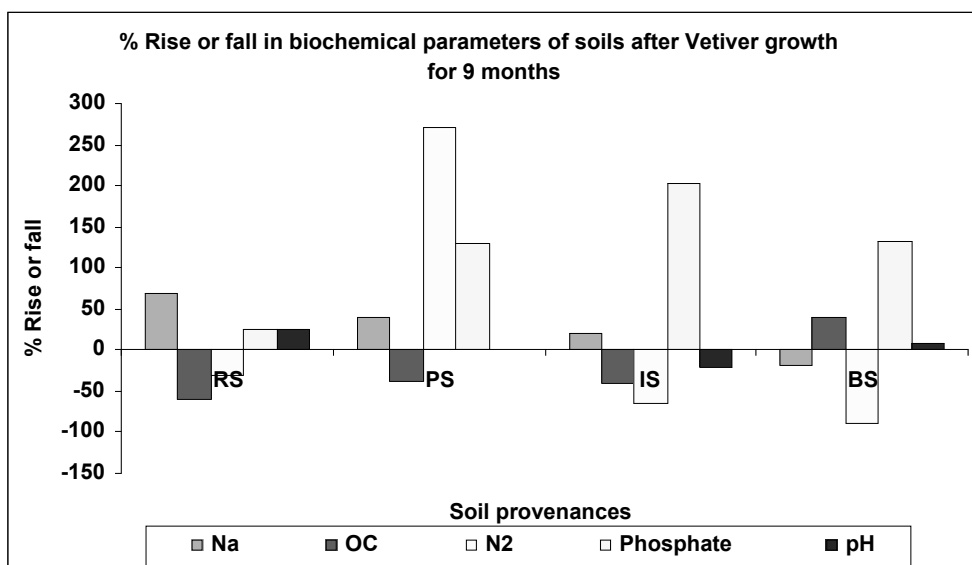 % Rise or fall in biochemical parameters of soils after Vetiver growth
for 9 months
300
250
200
150
100
50
0
-50
-100
-150
% Rise or fall
RS PS IS BS
Soil provenances
Na OC N2 Phosphate pH